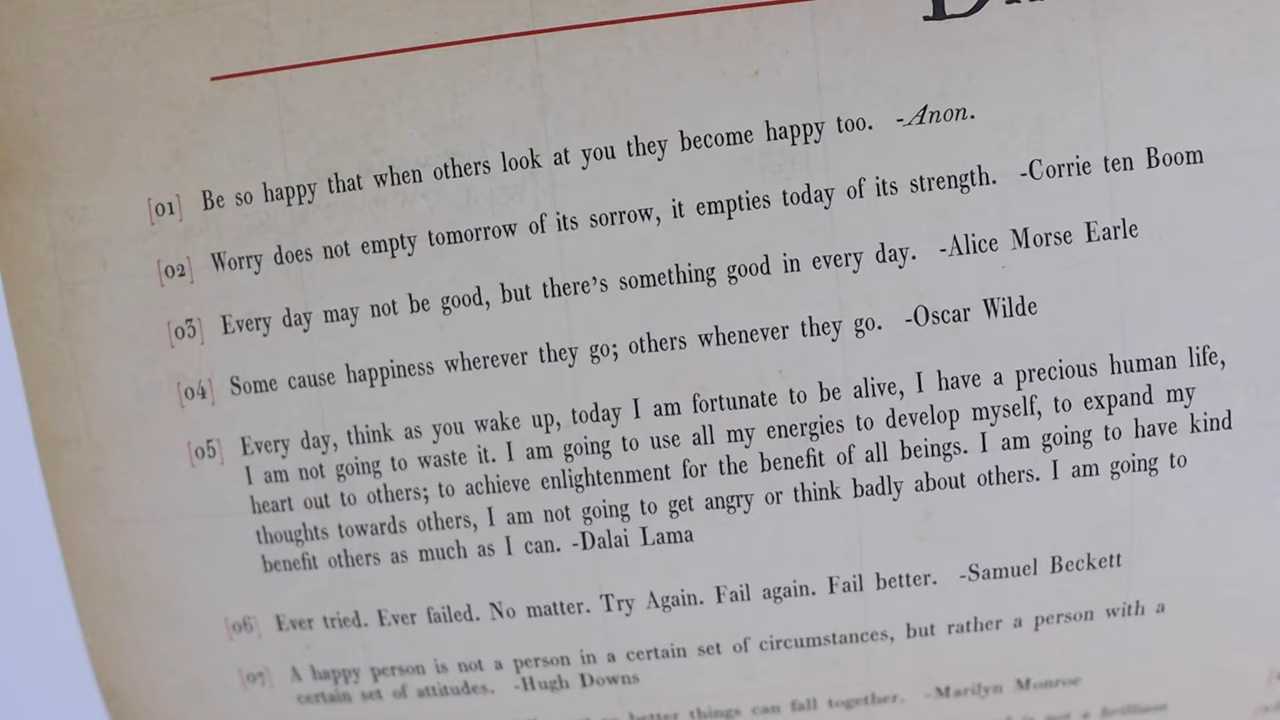 [01] Be so happy that when others look at you they become happy too. -Anon.
[02] Worry does not empty tomorrow of its sorrow, it empties today of its strength. -Corrie ten Boom
[03] Every day may not be good, but there's something good in every day. -Alice Morse Earle
[04] Some cause happiness wherever they go; others whenever they go. -Oscar Wilde
[05] Every day, think as you wake up, today I am fortunate to be alive, I have a precious human life,
I am not going to waste it. I am going to use all my energies to develop myself, to expand my
heart out to others; to achieve enlightenment for the benefit of all beings. I am going to have kind
thoughts towards others, I am not going to get angry or think badly about others. I am going to
benefit others as much as I can. -Dalai Lama
[06] Ever tried. Ever failed. No matter. Try Again. Fail again. Fail better. -Samuel Beckett
[07] A happy person is not a person in a certain set of circumstances, but rather a person with a
certain set of attitudes. -Hugh Downs
better things can fall together. -Marilyn Monroe
is not a brilliant